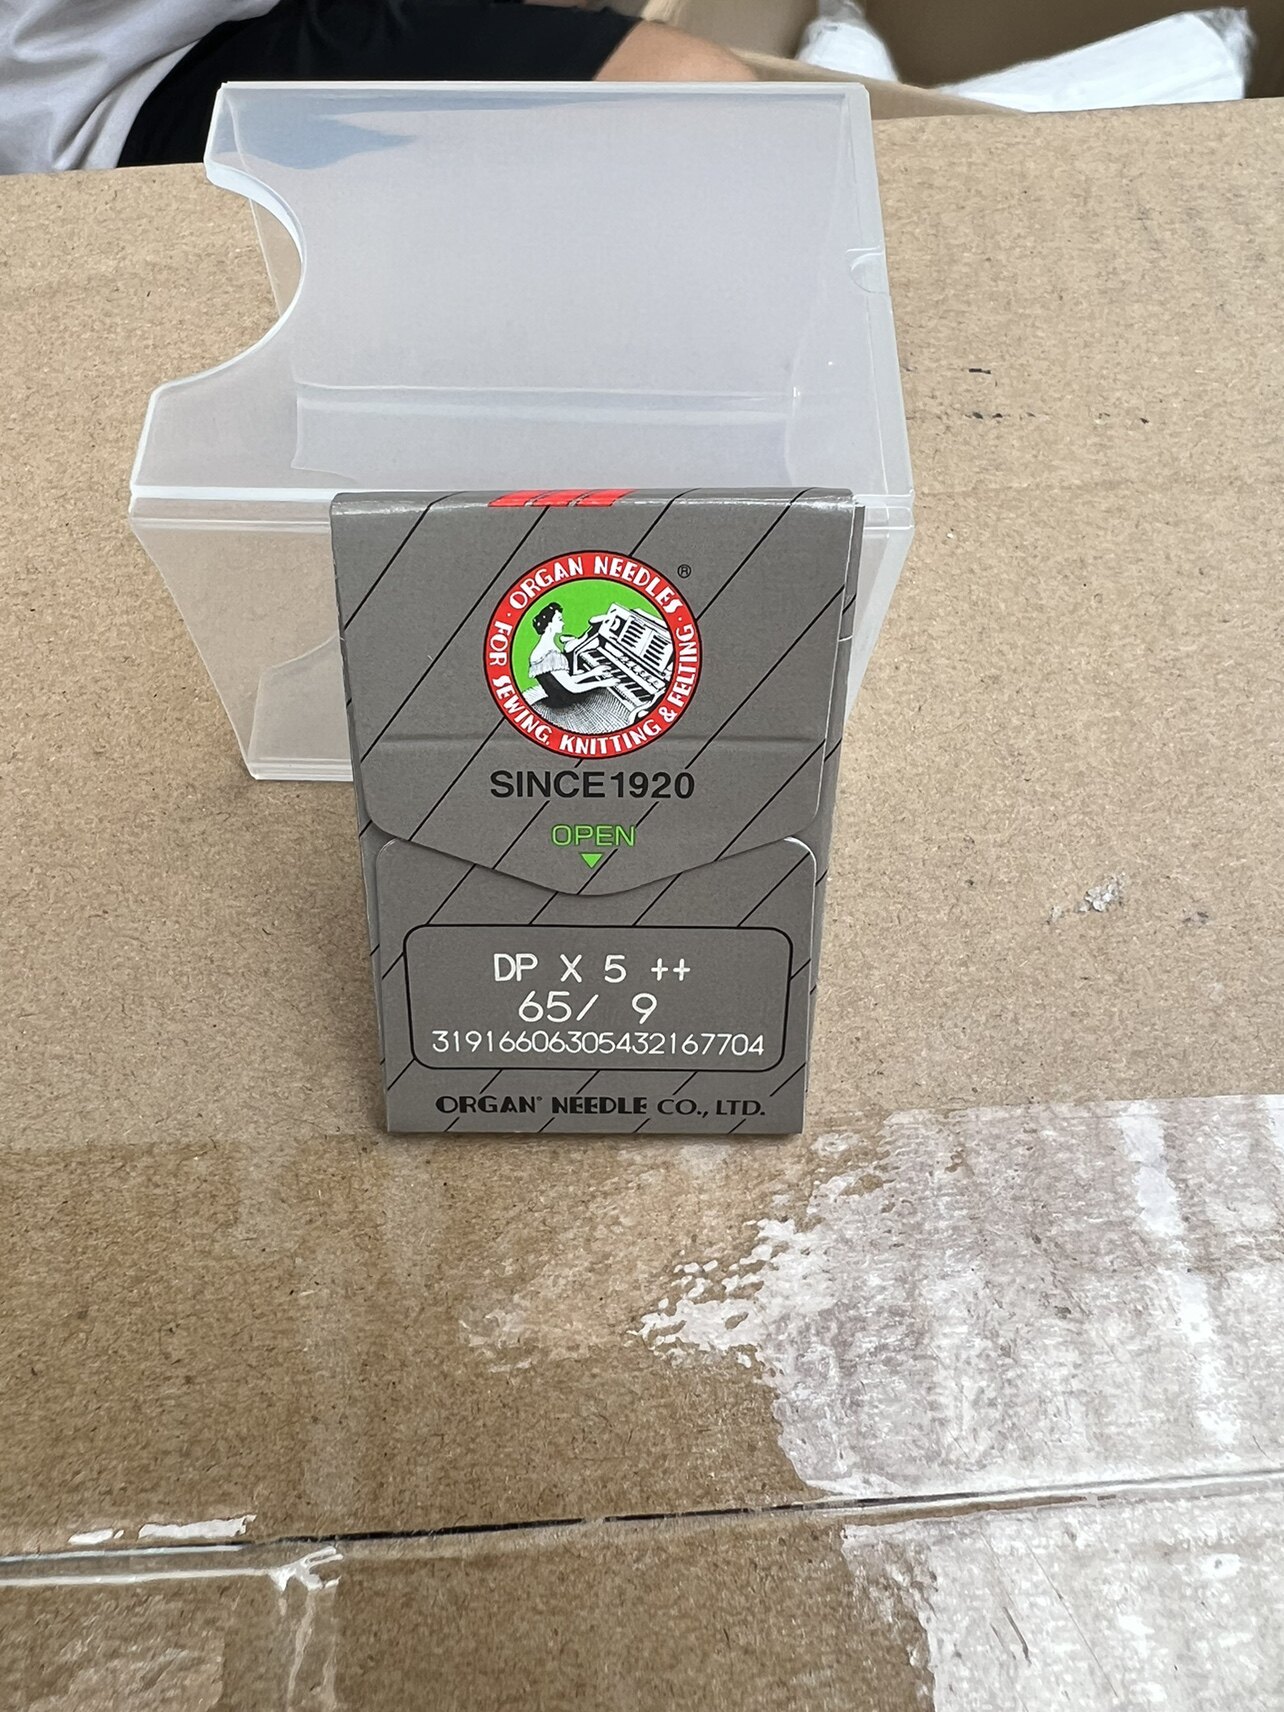 ORGAN NEEDLES · FOR SEWING, KNITTING & FELTING ·
®
SINCE1920
OPEN
DP X 5 ++
65/ 9
31916606305432167704
ORGAN® NEEDLE CO., LTD.